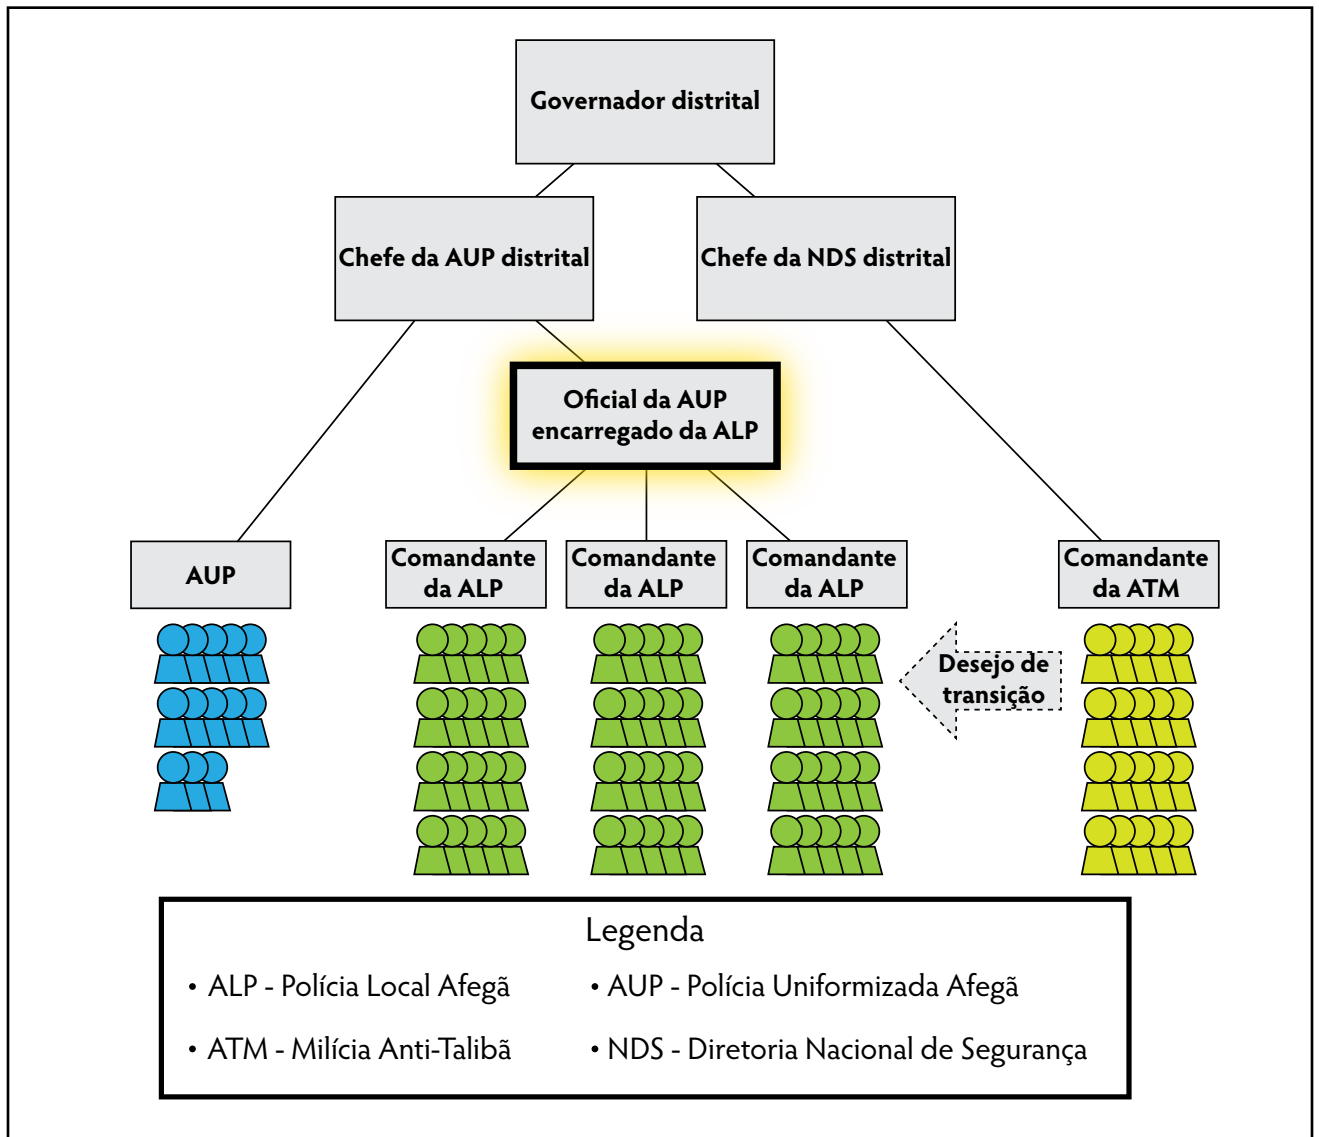 Governador distrital
Chefe da AUP distrital
Chefe da NDS distrital
Oficial da AUP
encarregado da ALP
AUP
Comandante
da ALP
Comandante
da ALP
Comandante
da ALP
Comandante
da ATM
Desejo de
transição
Legenda
• ALP - Polícia Local Afegã
• AUP - Polícia Uniformizada Afegã
• ATM - Milícia Anti-Talibã
• NDS - Diretoria Nacional de Segurança